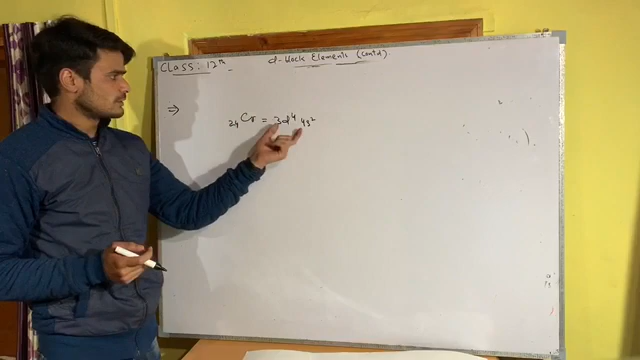 Class: 12th
d-block Elements (Contd).
⇒ 24Cr = 3d⁴ 4s²